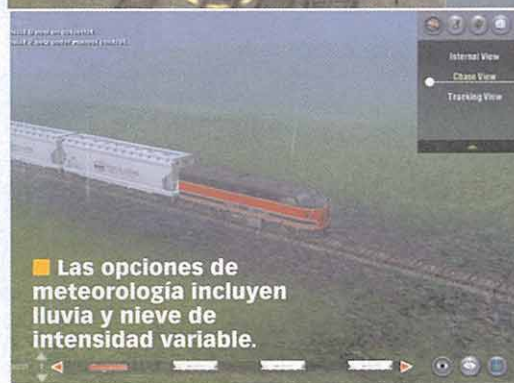 Internal View
Chase View
Tracking View
Las opciones de
meteorología incluyen
lluvia y nieve de
intensidad variable.